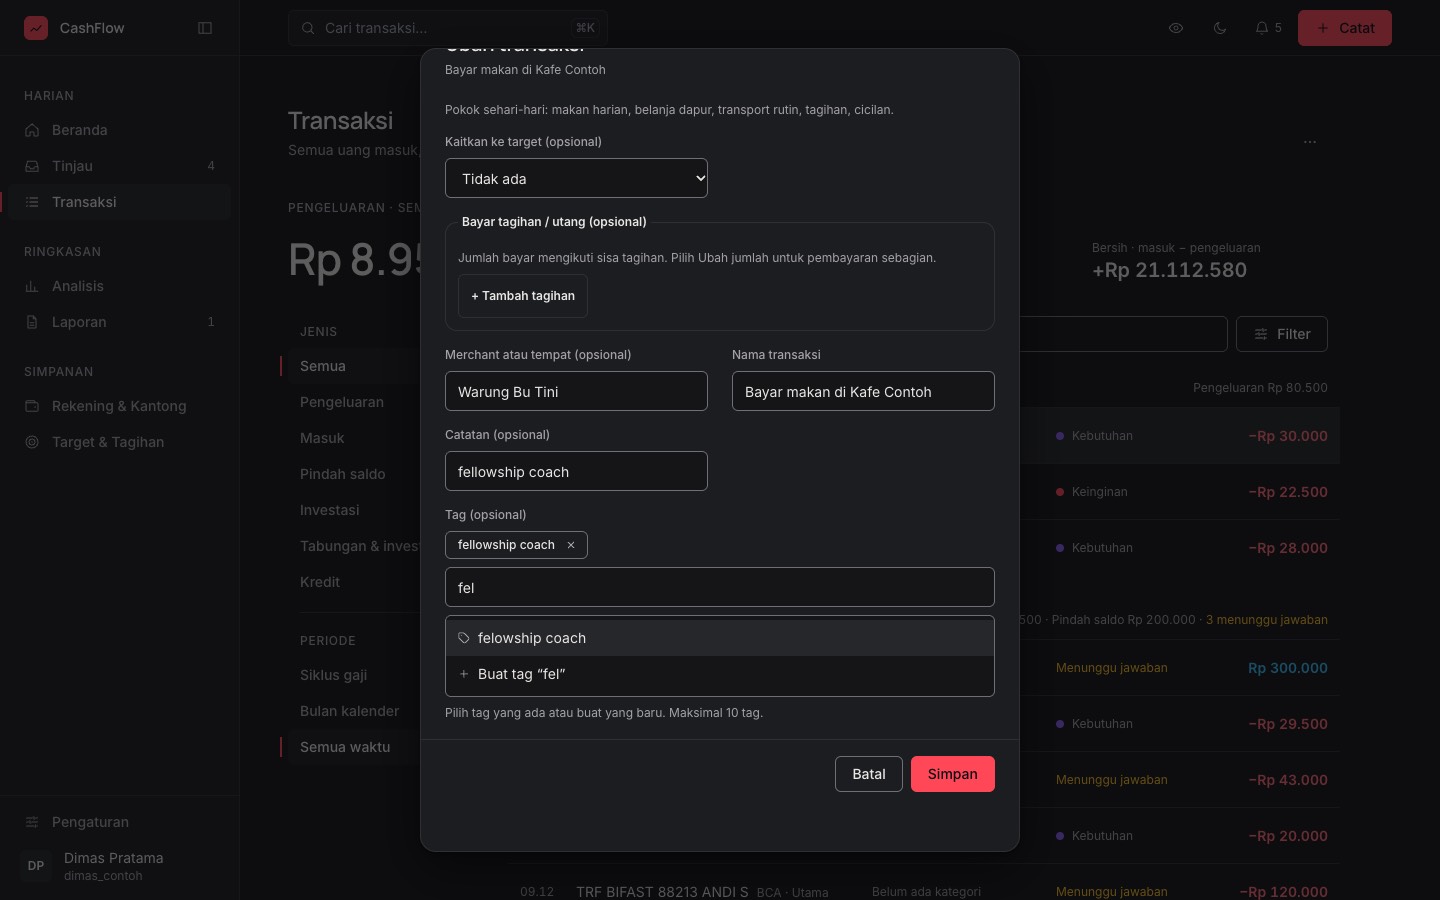 CashFlow
Cari transaksi...
⌘K
5
+ Catat
HARIAN
Beranda
Tinjau 4
Transaksi
RINGKASAN
Analisis
Laporan 1
SIMPANAN
Rekening & Kantong
Target & Tagihan
Pengaturan
DP
Dimas Pratama
dimas_contoh
Transaksi
Semua uang masuk,
PENGELUARAN · SEM
Rp 8.95
Bersih · masuk − pengeluaran
+Rp 21.112.580
Filter
JENIS
Semua
Pengeluaran
Masuk
Pindah saldo
Investasi
Tabungan & invest
Kredit
PERIODE
Siklus gaji
Bulan kalender
Semua waktu
Ubah transaksi
Bayar makan di Kafe Contoh
Pokok sehari-hari: makan harian, belanja dapur, transport rutin, tagihan, cicilan.
Kaitkan ke target (opsional)
Tidak ada
Bayar tagihan / utang (opsional)
Jumlah bayar mengikuti sisa tagihan. Pilih Ubah jumlah untuk pembayaran sebagian.
+ Tambah tagihan
Merchant atau tempat (opsional)
Warung Bu Tini
Nama transaksi
Bayar makan di Kafe Contoh
Catatan (opsional)
fellowship coach
Tag (opsional)
fellowship coach ×
fel
felowship coach
+ Buat tag “fel”
Pilih tag yang ada atau buat yang baru. Maksimal 10 tag.
Batal
Simpan
Pengeluaran Rp 80.500
Kebutuhan −Rp 30.000
Keinginan −Rp 22.500
Kebutuhan −Rp 28.000
500 · Pindah saldo Rp 200.000 · 3 menunggu jawaban
Menunggu jawaban Rp 300.000
Kebutuhan −Rp 29.500
Menunggu jawaban −Rp 43.000
Kebutuhan −Rp 20.000
09.12 TRF BIFAST 88213 ANDI S BCA · Utama Belum ada kategori Menunggu jawaban −Rp 120.000